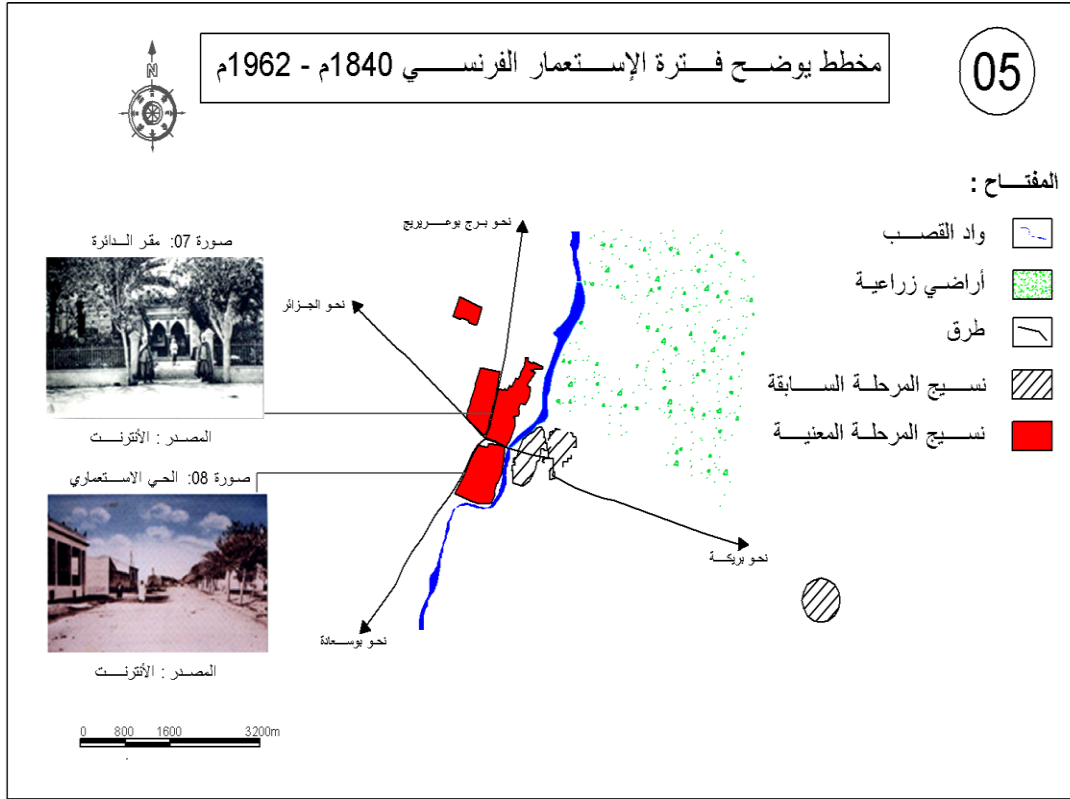 05
مخطط يوضح فترة الإستعمار الفرنسي 1840م - 1962م
N
المفتاح :
واد القصب
أراضي زراعية
طرق
نسيج المرحلة السابقة
نسيج المرحلة المعنية
نحو برج بوعريريج
نحو الجزائر
نحو بريكة
نحو بوسعادة
صورة 07: مقر الدائرة
المصدر : الأنترنت
صورة 08: الحي الاستعماري
المصدر : الأنترنت
0 800 1600 3200m